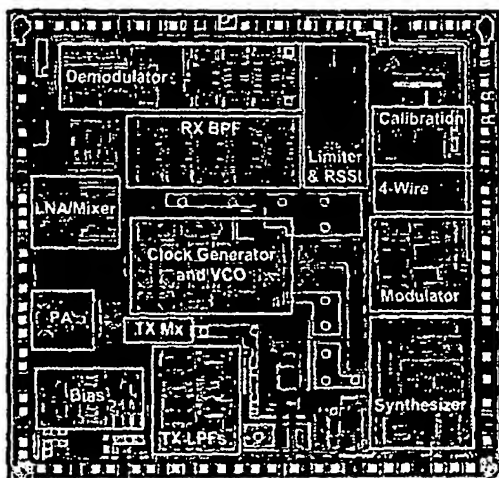 Demodulator
RX BPF
Limiter
& RSSI
Calibration
4-Wire
LNA/Mixer
Clock Generator
and VCO
Modulator
PA
TX Mx
Bias
TX-LPFs
Synthesizer